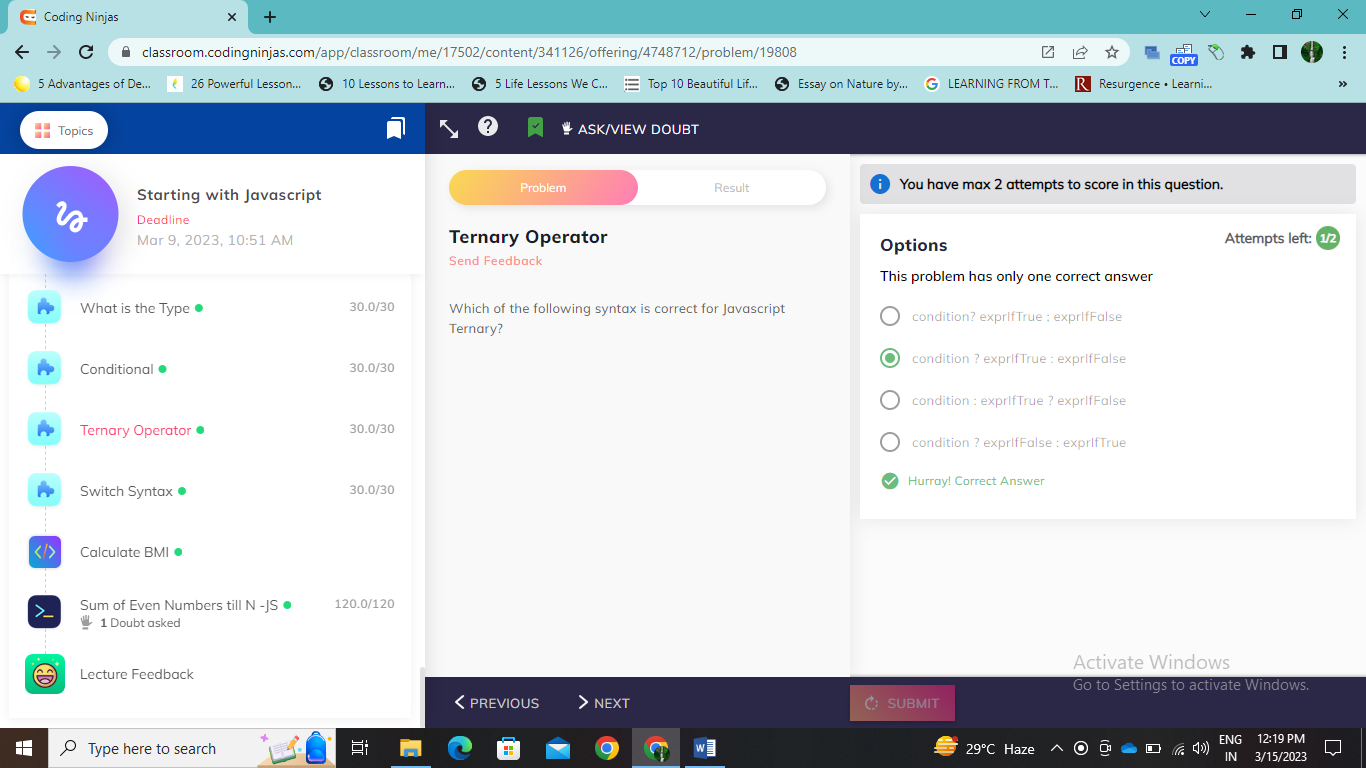 Coding Ninjas
classroom.codingninjas.com/app/classroom/me/17502/content/341126/offering/4748712/problem/19808
COPY
5 Advantages of De...
26 Powerful Lesson...
10 Lessons to Learn...
5 Life Lessons We C...
Top 10 Beautiful Lif...
Essay on Nature by...
LEARNING FROM T...
R
Resurgence • Learni...
»
Topics
? ASK/VIEW DOUBT
Starting with Javascript
Deadline
Mar 9, 2023, 10:51 AM
What is the Type
30.0/30
Conditional
30.0/30
Ternary Operator
30.0/30
Switch Syntax
30.0/30
</> Calculate BMI
>_ Sum of Even Numbers till N -JS
120.0/120
1 Doubt asked
Lecture Feedback
Problem
Result
Ternary Operator
Send Feedback
Which of the following syntax is correct for Javascript
Ternary?
PREVIOUS
NEXT
i You have max 2 attempts to score in this question.
Options
Attempts left: 1/2
This problem has only one correct answer
condition? exprIfTrue ; exprIfFalse
condition ? exprIfTrue : exprIfFalse
condition : exprIfTrue ? exprIfFalse
condition ? exprIfFalse : exprIfTrue
Hurray! Correct Answer
Activate Windows
Go to Settings to activate Windows.
SUBMIT
Type here to search
W
29°C Haze
ENG
IN
12:19 PM
3/15/2023